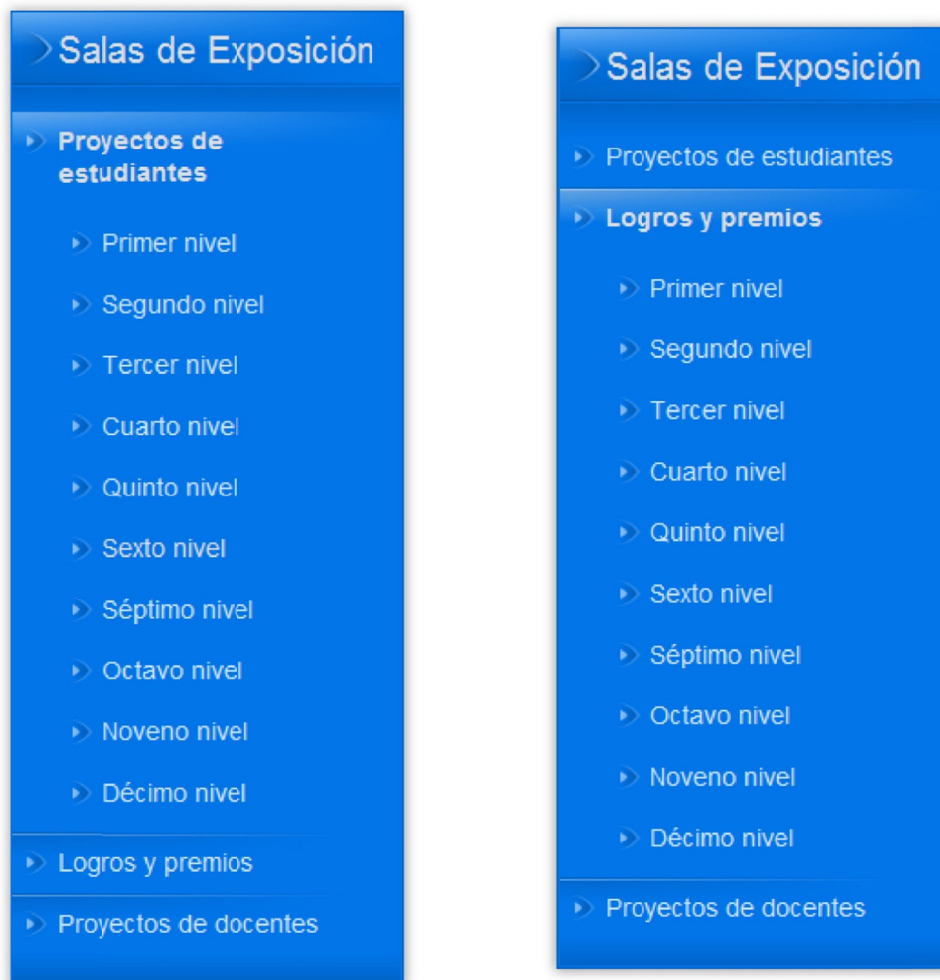 Salas de Exposición
Proyectos de
estudiantes
Primer nivel
Segundo nivel
Tercer nivel
Cuarto nivel
Quinto nivel
Sexto nivel
Séptimo nivel
Octavo nivel
Noveno nivel
Décimo nivel
Logros y premios
Proyectos de docentes
Salas de Exposición
Proyectos de estudiantes
Logros y premios
Primer nivel
Segundo nivel
Tercer nivel
Cuarto nivel
Quinto nivel
Sexto nivel
Séptimo nivel
Octavo nivel
Noveno nivel
Décimo nivel
Proyectos de docentes